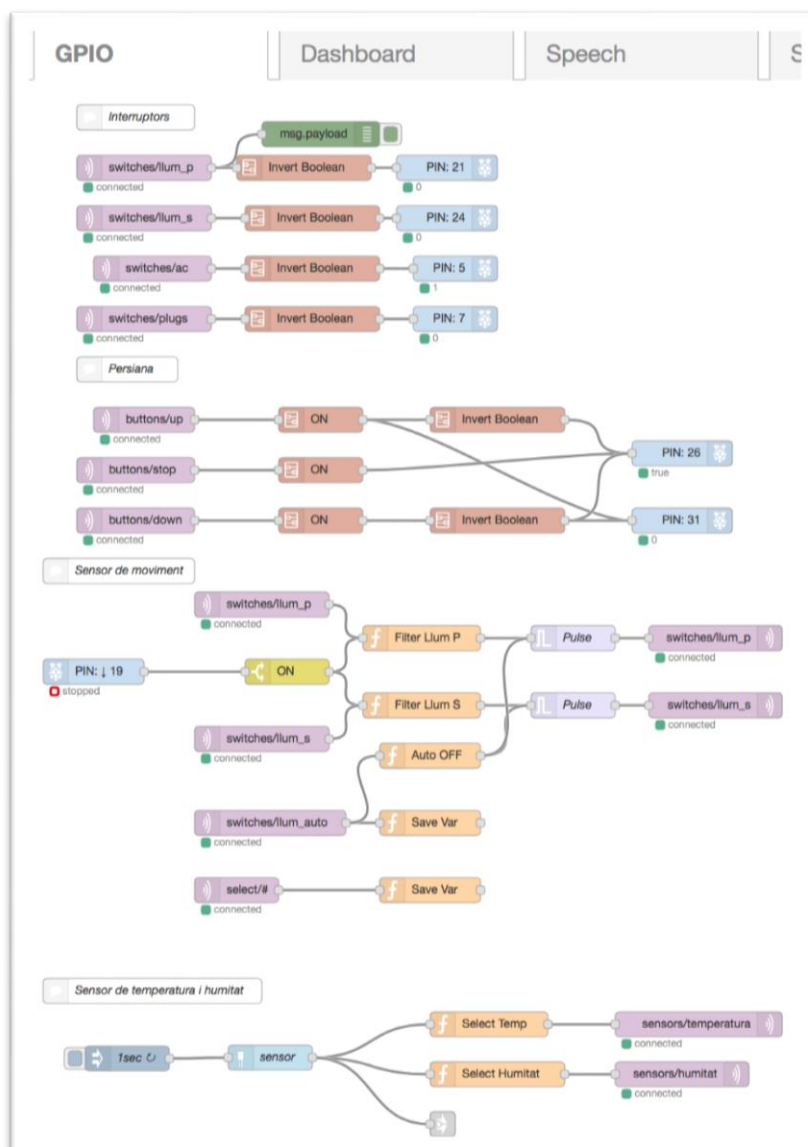 GPIO Dashboard Speech S
Interruptors
msg.payload
switches/llum_p Invert Boolean PIN: 21
connected 0
switches/llum_s Invert Boolean PIN: 24
connected 0
switches/ac Invert Boolean PIN: 5
connected 1
switches/plugs Invert Boolean PIN: 7
connected 0
Persiana
buttons/up ON Invert Boolean
connected
PIN: 26
true
buttons/stop ON
connected
buttons/down ON Invert Boolean PIN: 31
connected 0
Sensor de moviment
switches/llum_p
connected
Filter Llum P Pulse switches/llum_p
connected
PIN: ↓ 19 ON
stopped
Filter Llum S Pulse switches/llum_s
connected
switches/llum_s
connected
Auto OFF
switches/llum_auto Save Var
connected
select/# Save Var
connected
Sensor de temperatura i humitat
Select Temp sensors/temperatura
connected
1sec ↻ sensor
Select Humitat sensors/humitat
connected